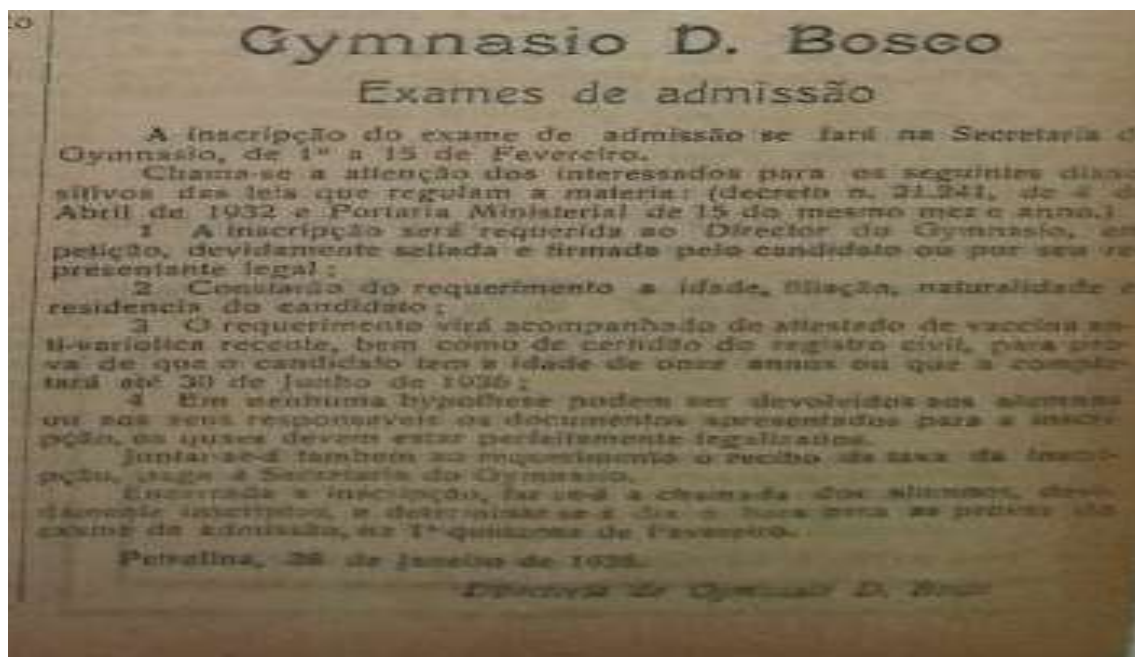 Gymnasio D. Bosco
Exames de admissão
A inscripção do exame de admissão se fará na Secretaria d
Gymnasio, de 1º a 15 de Fevereiro.
Chama-se a attenção dos interessados para os seguintes
sitivos das leis que regulam a materia: (decreto n. 21.241, de 4 de
Abril de 1932 e Portaria Ministerial de 15 do mesmo mez e anno.)
1 A inscripção será requerida ao Director do Gymnasio, em
petição, devidamente sellada e firmada pelo candidato ou por seu re-
presentante legal;
2 Constarão do requerimento a idade, filiação, naturalidade e
residencia do candidato;
3 O requerimento virá acompanhado de attestado de vaccina an-
ti-variolica recente, bem como de certidão do registro civil, para pro-
va de que o candidato tem a idade de onze annos ou que a comple-
tará até 30 de Junho de 1936;
4 Em nenhuma hypothese podem ser devolvidos aos alumnos
ou aos seus responsaveis os documentos apresentados para a inscri-
pção, os quaes devem estar perfeitamente legalizados.
Juntar-se-á tambem ao requerimento o recibo da taxa da inscri-
pção, paga á Secretaria do Gymnasio.
Encerrada a inscripção, far-se-á a chamada dos alumnos,
inscriptos, e dia e hora para as provas do
exame de admissão, na quinzena de Fevereiro.
Petrolina, de Janeiro de 1936.
Directoria do Gymnasio D. Bosco